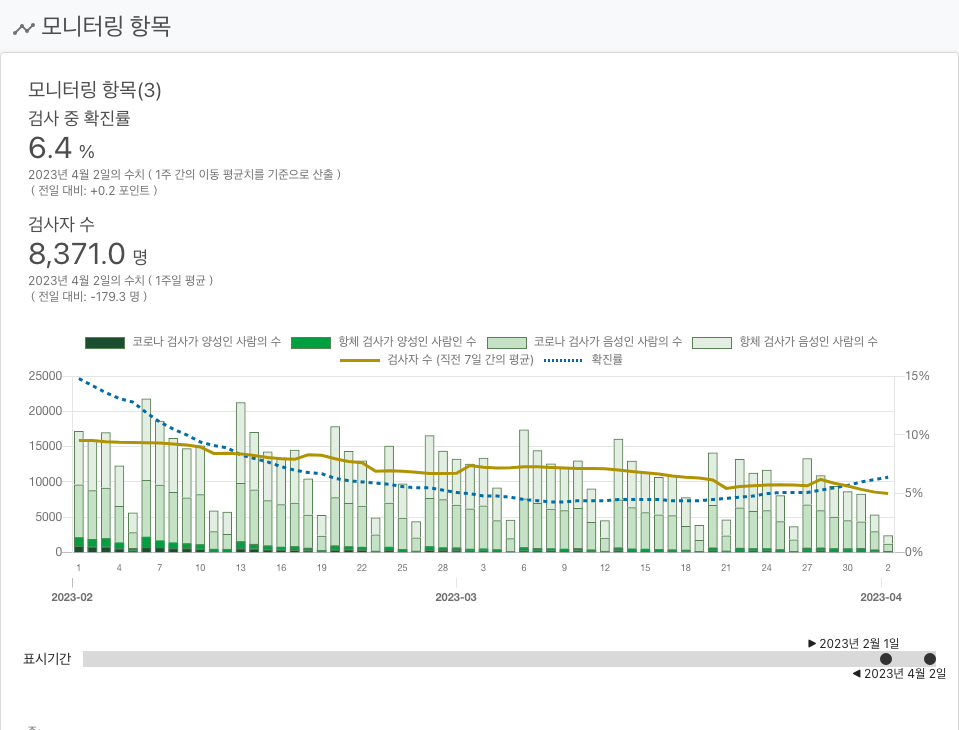 모니터링 항목
모니터링 항목(3)
검사 중 확진률
6.4 %
2023년 4월 2일의 수치 ( 1주 간의 이동 평균치를 기준으로 산출 )
( 전일 대비: +0.2 포인트 )
검사자 수
8,371.0 명
2023년 4월 2일의 수치 ( 1주일 평균 )
( 전일 대비: -179.3 명 )
코로나 검사가 양성인 사람의 수 항체 검사가 양성인 사람인 수 코로나 검사가 음성인 사람의 수 항체 검사가 음성인 사람의 수
검사자 수 (직전 7일 간의 평균) 확진률
25000 15%
20000
15000 10%
10000
5000 5%
0 0%
1 4 7 10 13 16 19 22 25 28 3 6 9 12 15 18 21 24 27 30 2
2023-02 2023-03 2023-04
▶ 2023년 2월 1일
표시기간
◀ 2023년 4월 2일